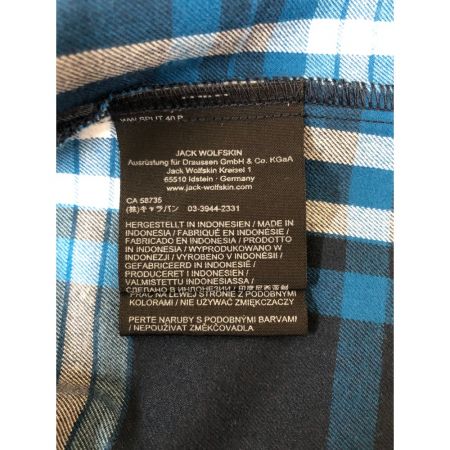 JACK WOLFSKIN
Ausrüstung für Draussen GmbH & Co. KGaA
Jack Wolfskin Kreisel 1
65510 Idstein · Germany
www.jack-wolfskin.com
CA 58735
(株)キャラバン 03-3944-2331
HERGESTELLT IN INDONESIEN / MADE IN
INDONESIA / FABRIQUÉ EN INDONÉSIE /
FABRICADO EN INDONESIA / PRODOTTO
IN INDONESIA / WYPRODUKOWANO W
INDONEZJI / VYROBENO V INDONÉSII /
GEFABRICEERD IN INDONESIË /
PRODUCERET I INDONESIEN /
VALMISTETTU INDONESIASSA /
СДЕЛАНО В ИНДОНЕЗИИ /
PRAĆ NA LEWEJ STRONIE Z PODOBNYMI
KOLORAMI / NIE UŻYWAĆ ZMIĘKCZACZY
PERTE NARUBY S PODOBNÝMI BARVAMI
/ NEPOUŽÍVAT ZMĚKČOVADLA